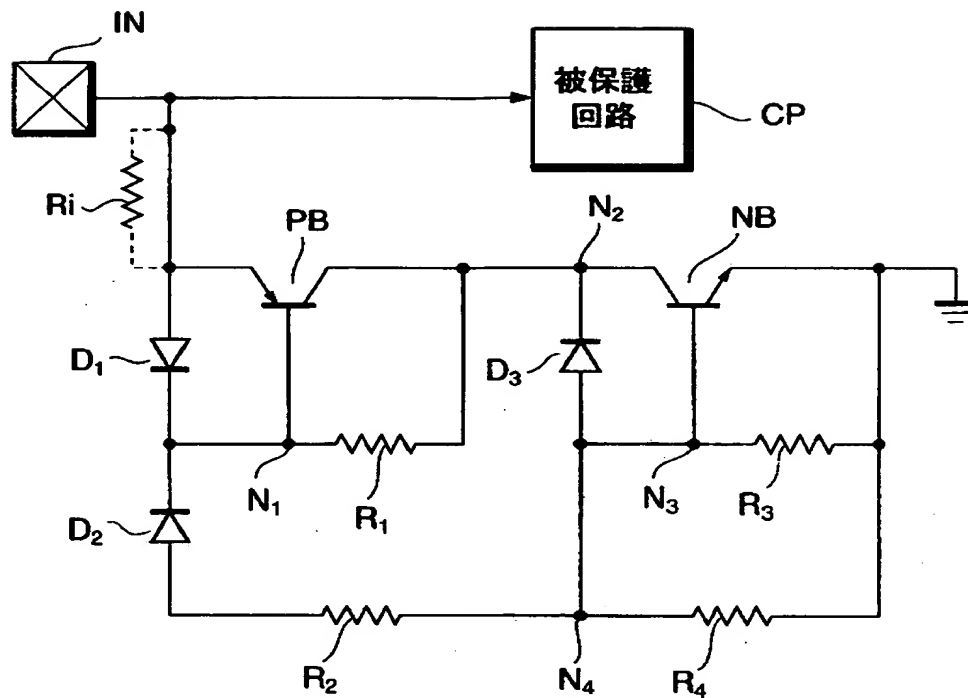 IN
被保護
回路
CP
Ri
PB
N₂
NB
D₁
D₃
N₁
R₁
N₃
R₃
D₂
R₂
N₄
R₄